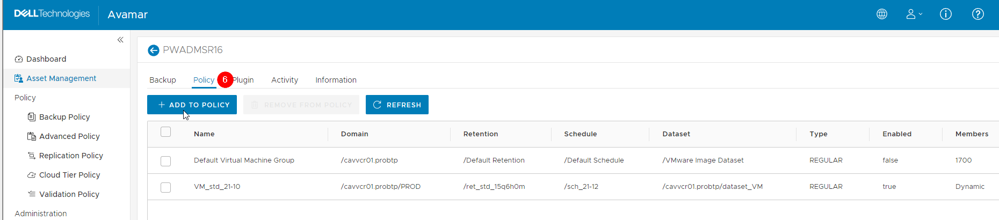 DELLTechnologies Avamar
Dashboard
Asset Management
Policy
Backup Policy
Advanced Policy
Replication Policy
Cloud Tier Policy
Validation Policy
Administration
PWADMSR16
Backup Policy 6 Plugin Activity Information
ADD TO POLICY REMOVE FROM POLICY REFRESH
Name Domain Retention Schedule Dataset Type Enabled Members
Default Virtual Machine Group /cavvcr01.probtp /Default Retention /Default Schedule /VMware Image Dataset REGULAR false 1700
VM_std_21-10 /cavvcr01.probtp/PROD /ret_std_15q6h0m /sch_21-12 /cavvcr01.probtp/dataset_VM REGULAR true Dynamic